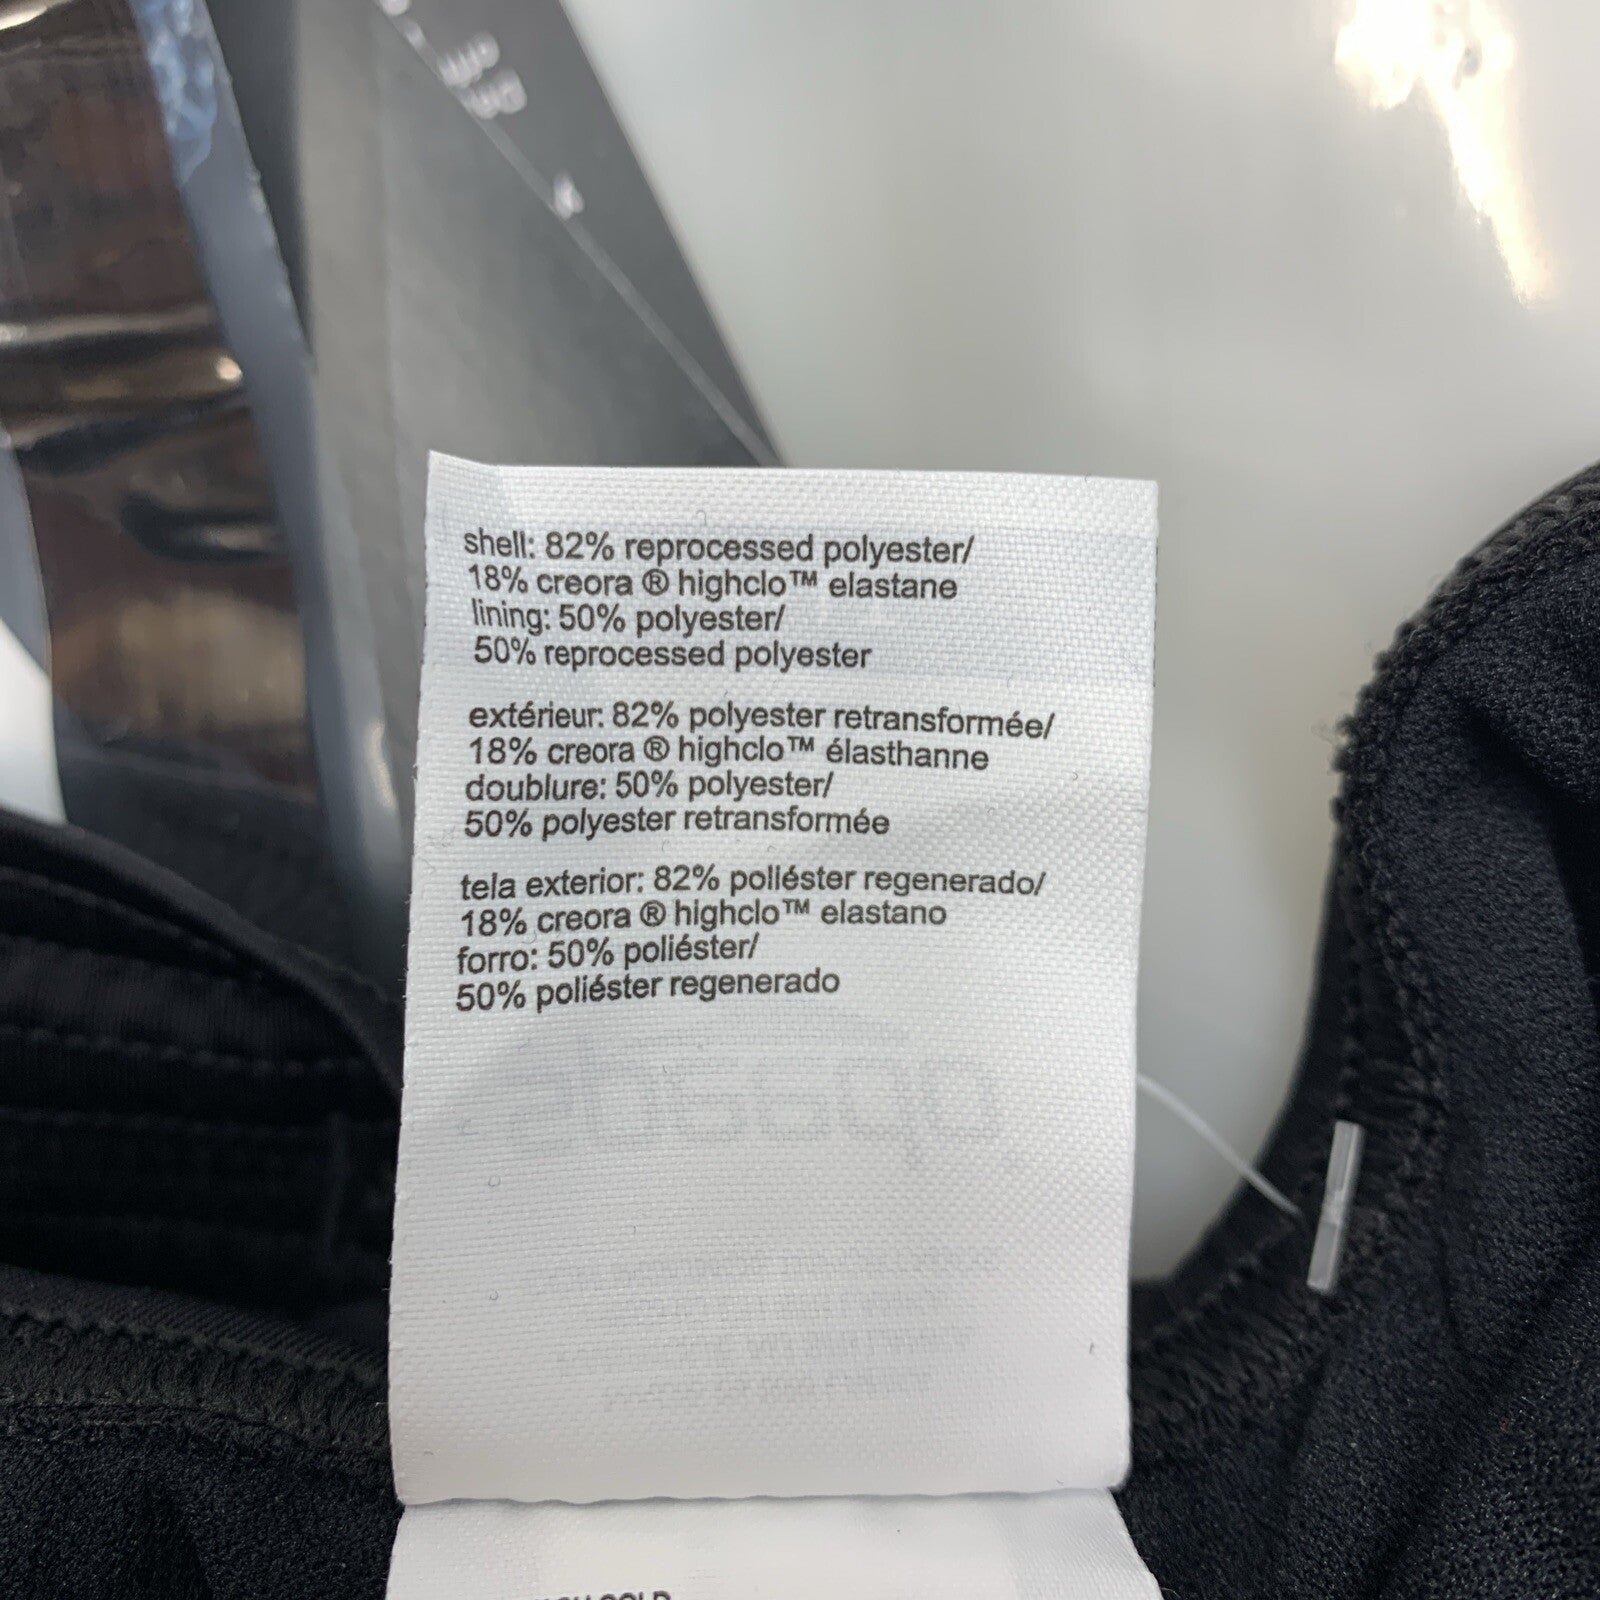 shell: 82% reprocessed polyester/
18% creora ® highclo™ elastane
lining: 50% polyester/
50% reprocessed polyester
extérieur: 82% polyester retransformée/
18% creora ® highclo™ élasthanne
doublure: 50% polyester/
50% polyester retransformée
tela exterior: 82% poliéster regenerado/
18% creora ® highclo™ elastano
forro: 50% poliéster/
50% poliéster regenerado
COLD